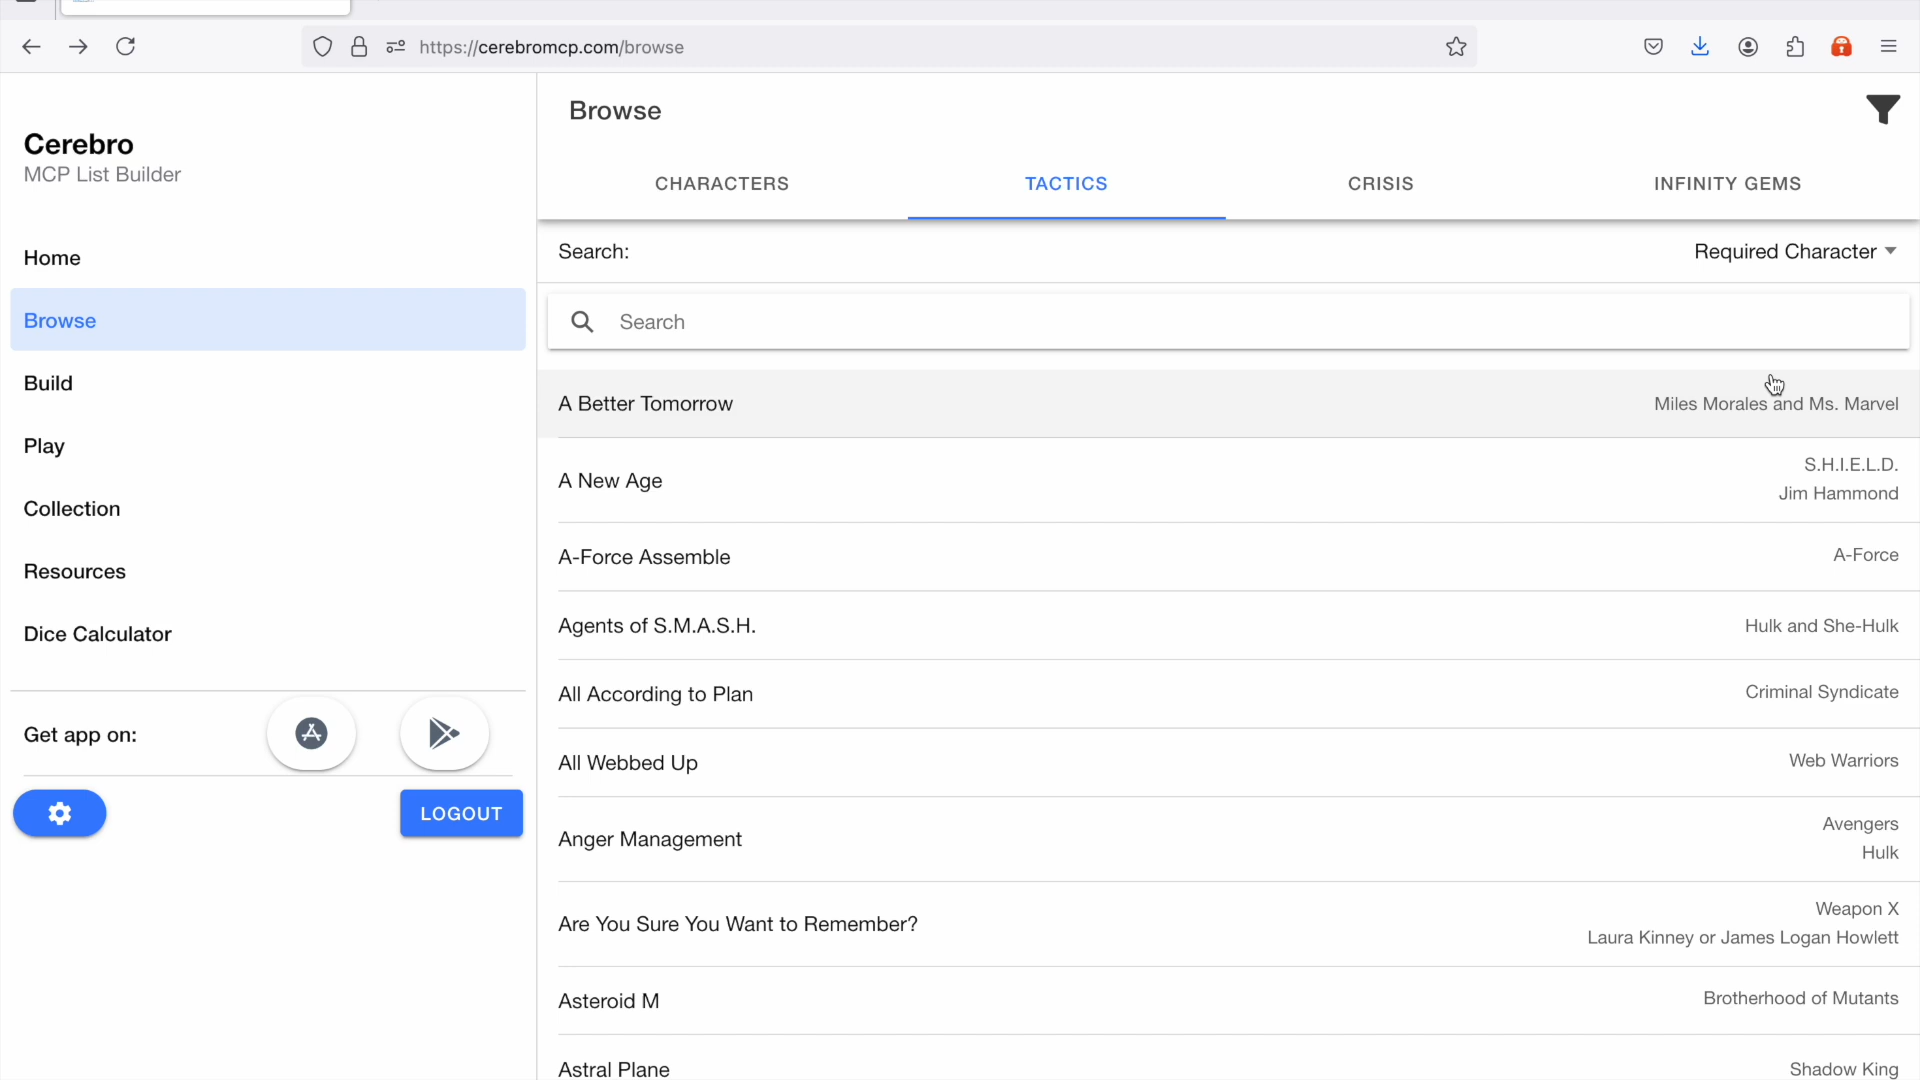 https://cerebromcp.com/browse
Cerebro
MCP List Builder
Home
Browse
Build
Play
Collection
Resources
Dice Calculator
Get app on:
LOGOUT
Browse
CHARACTERS
TACTICS
CRISIS
INFINITY GEMS
Search:
Required Character
Search
A Better Tomorrow
Miles Morales and Ms. Marvel
A New Age
S.H.I.E.L.D.
Jim Hammond
A-Force Assemble
A-Force
Agents of S.M.A.S.H.
Hulk and She-Hulk
All According to Plan
Criminal Syndicate
All Webbed Up
Web Warriors
Anger Management
Avengers
Hulk
Are You Sure You Want to Remember?
Weapon X
Laura Kinney or James Logan Howlett
Asteroid M
Brotherhood of Mutants
Astral Plane
Shadow King